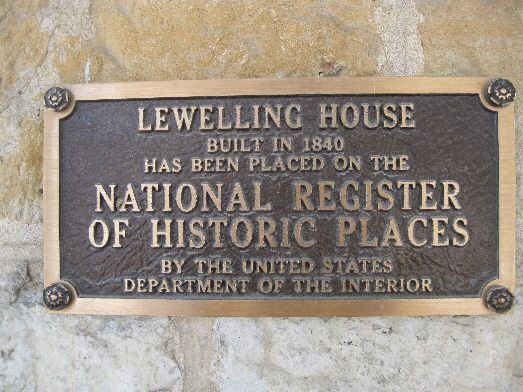 LEWELLING HOUSE
BUILT IN 1840
HAS BEEN PLACED ON THE
NATIONAL REGISTER
OF HISTORIC PLACES
BY THE UNITED STATES
DEPARTMENT OF THE INTERIOR